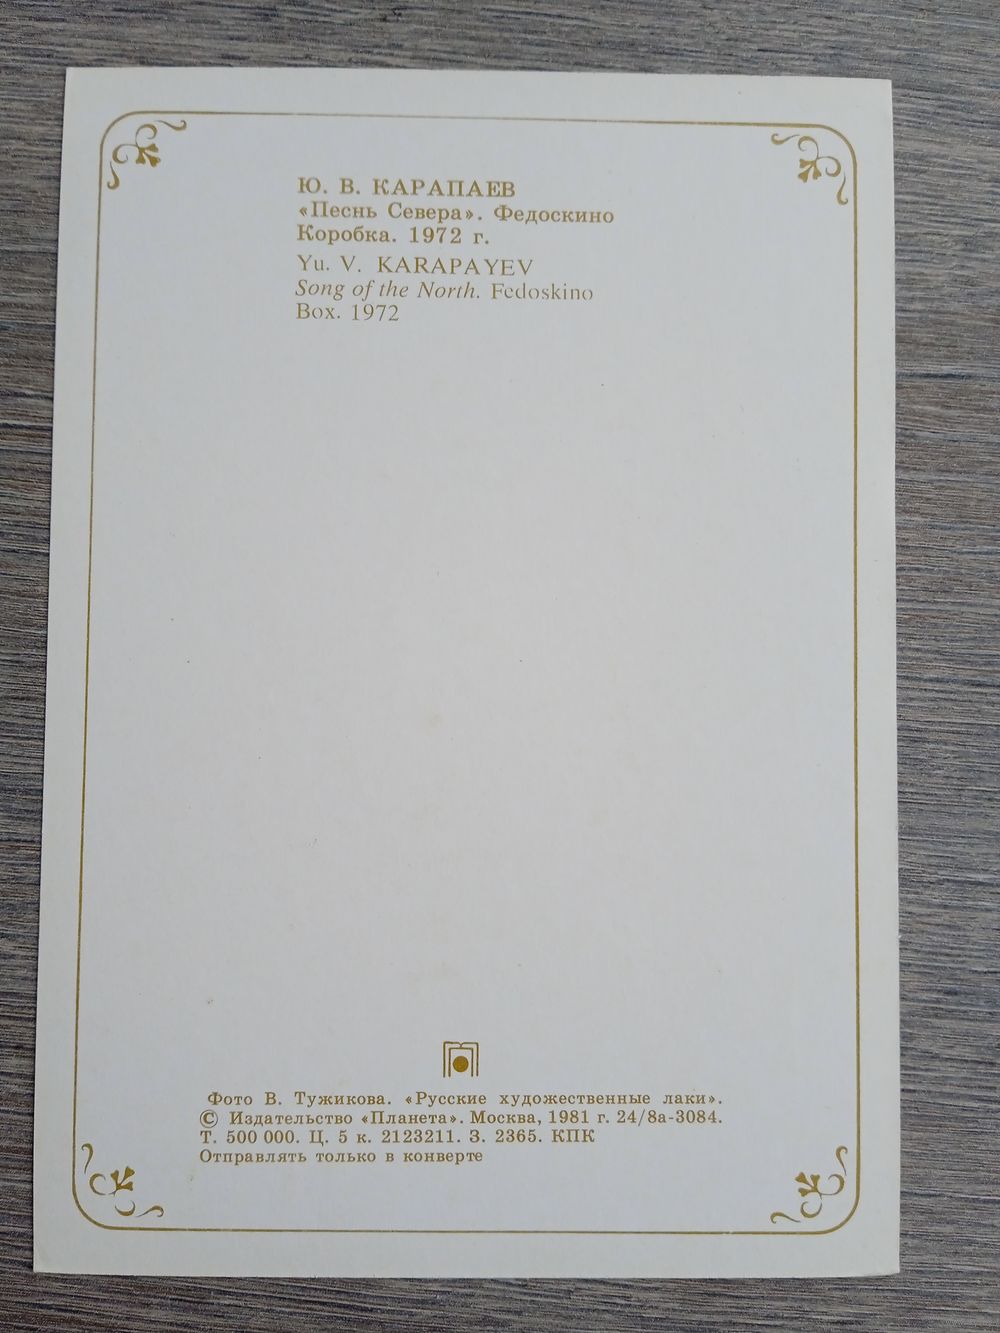 Ю. В. КАРАПАЕВ
«Песнь Севера». Федоскино
Коробка. 1972 г.
Yu. V. KARAPAYEV
Song of the North. Fedoskino
Box. 1972
Фото В. Тужикова. «Русские художественные лаки».
© Издательство «Планета». Москва, 1981 г. 24/8а-3084.
Т. 500 000. Ц. 5 к. 2123211. З. 2365. КПК
Отправлять только в конверте